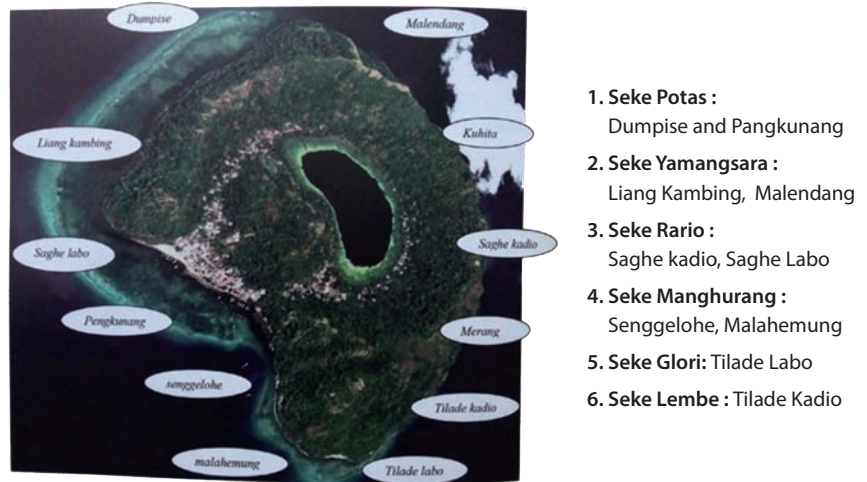 Dumpise
Malendang
Liang kambing
Kuhita
Saghe labo
Saghe kadio
Pengkunang
Merang
senggelohe
Tilade kadio
malahemung
Tilade labo
1. Seke Potas :
Dumpise and Pangkunang
2. Seke Yamangsara :
Liang Kambing, Malendang
3. Seke Rario :
Saghe kadio, Saghe Labo
4. Seke Manghurang :
Senggelohe, Malahemung
5. Seke Glori: Tilade Labo
6. Seke Lembe : Tilade Kadio